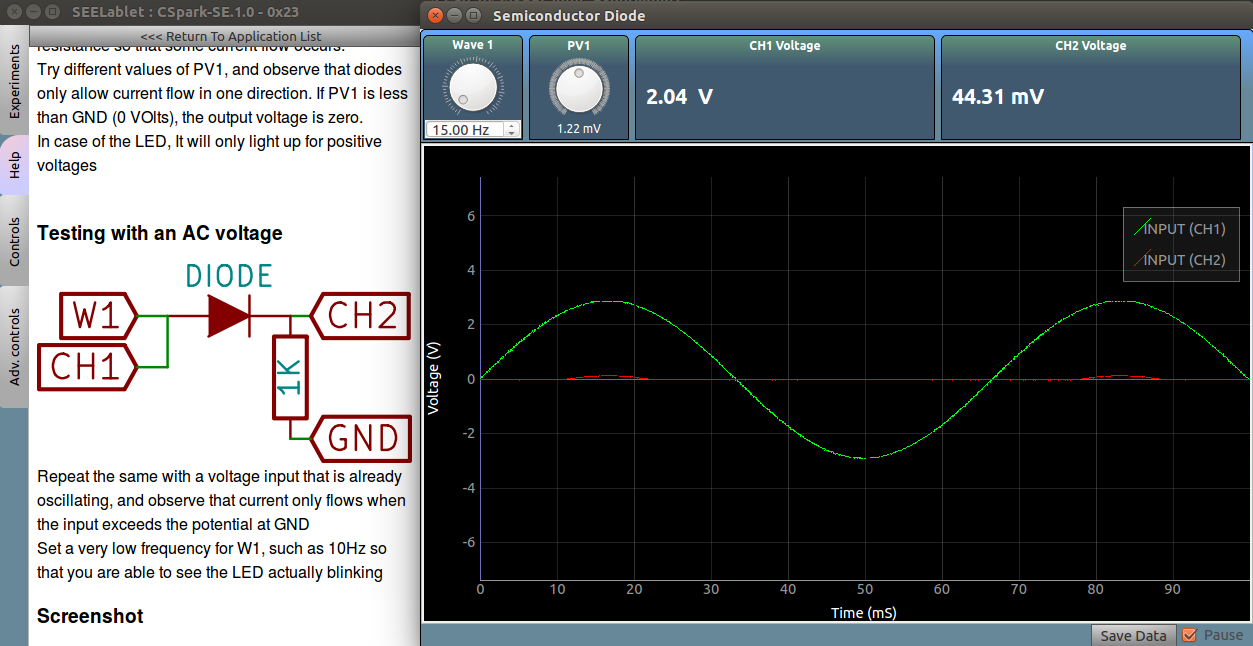 SEELablet : CSpark-SE.1.0 - 0x23
<<< Return To Application List
Experiments
Help
Controls
Adv. controls
resistance so that some current flow occurs.
Try different values of PV1, and observe that diodes
only allow current flow in one direction. If PV1 is less
than GND (0 VOlts), the output voltage is zero.
In case of the LED, It will only light up for positive
voltages
Testing with an AC voltage
DIODE
W1
CH2
CH1
1K
GND
Repeat the same with a voltage input that is already
oscillating, and observe that current only flows when
the input exceeds the potential at GND
Set a very low frequency for W1, such as 10Hz so
that you are able to see the LED actually blinking
Screenshot
Semiconductor Diode
Wave 1
15.00 Hz
PV1
1.22 mV
CH1 Voltage
2.04 V
CH2 Voltage
44.31 mV
INPUT (CH1)
INPUT (CH2)
Voltage (V)
6
4
2
0
-2
-4
-6
0 10 20 30 40 50 60 70 80 90
Time (mS)
Save Data
Pause